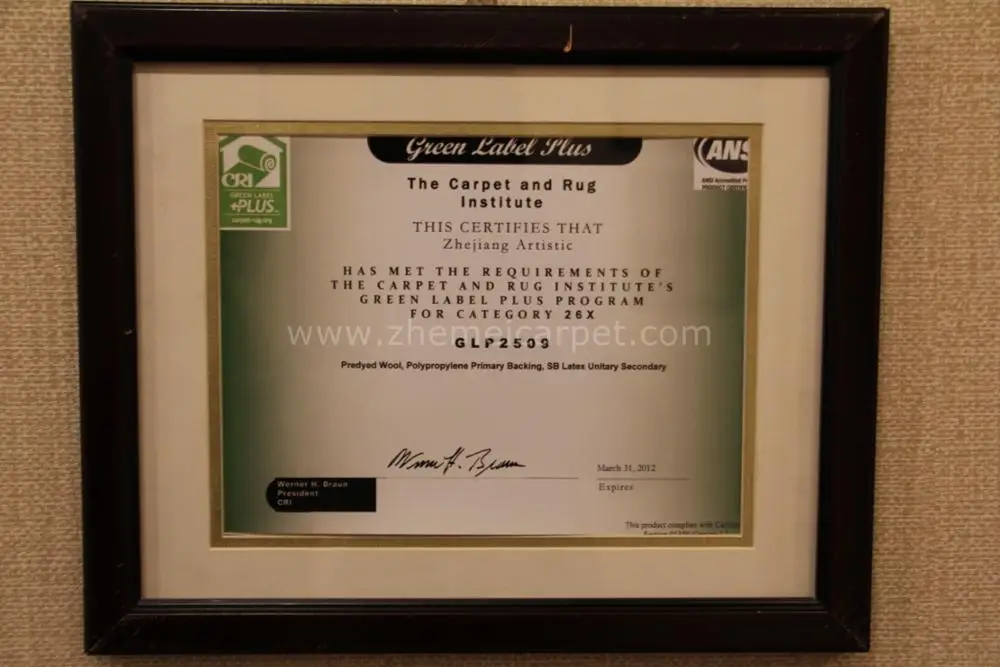 Green Label Plus
CRI
GREEN LABEL
+PLUS
carpet-rug.org
ANS
The Carpet and Rug
Institute
THIS CERTIFIES THAT
Zhejiang Artistic
HAS MET THE REQUIREMENTS OF
THE CARPET AND RUG INSTITUTE'S
GREEN LABEL PLUS PROGRAM
FOR CATEGORY 26X
www.zhemeicarpet.com
GLP2509
Predyed Wool, Polypropylene Primary Backing, SB Latex Unitary Secondary
Werner H. Braun
President
CRI
March 31, 2012
Expires
This product complies with